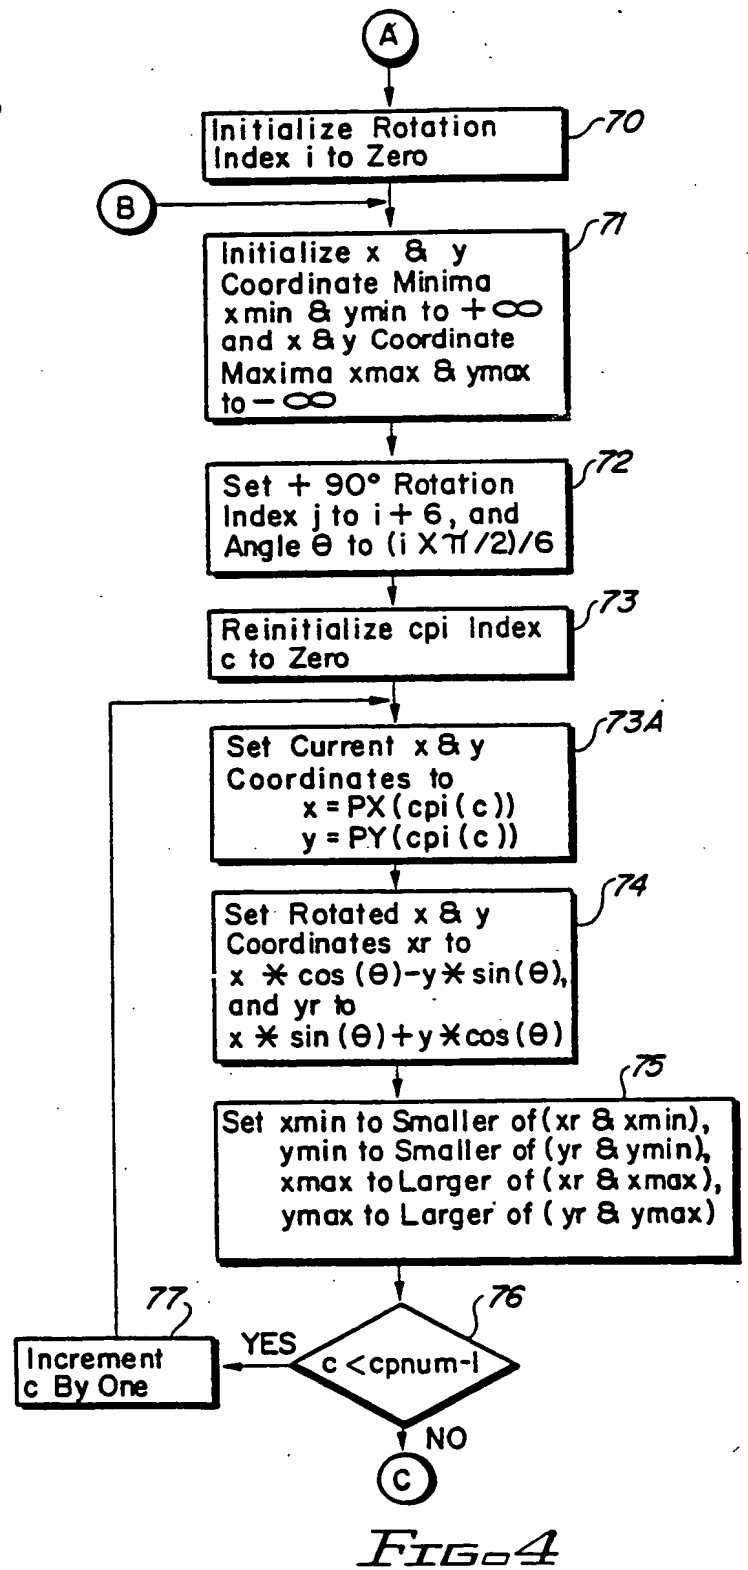 A
Initialize Rotation
Index i to Zero
70
B
Initialize x & y
Coordinate Minima
xmin & ymin to + ∞
and x & y Coordinate
Maxima xmax & ymax
to - ∞
71
Set + 90° Rotation
Index j to i + 6, and
Angle θ to (i X π/2)/6
72
Reinitialize cpi Index
c to Zero
73
Set Current x & y
Coordinates to
x = PX(cpi(c))
y = PY(cpi(c))
73A
Set Rotated x & y
Coordinates xr to
x * cos (θ)-y * sin(θ),
and yr to
x * sin(θ)+y * cos(θ)
74
Set xmin to Smaller of (xr & xmin),
ymin to Smaller of (yr & ymin),
xmax to Larger of (xr & xmax),
ymax to Larger of (yr & ymax)
75
c < cpnum-1
76
YES
Increment
c By One
77
NO
C
FIG. 4